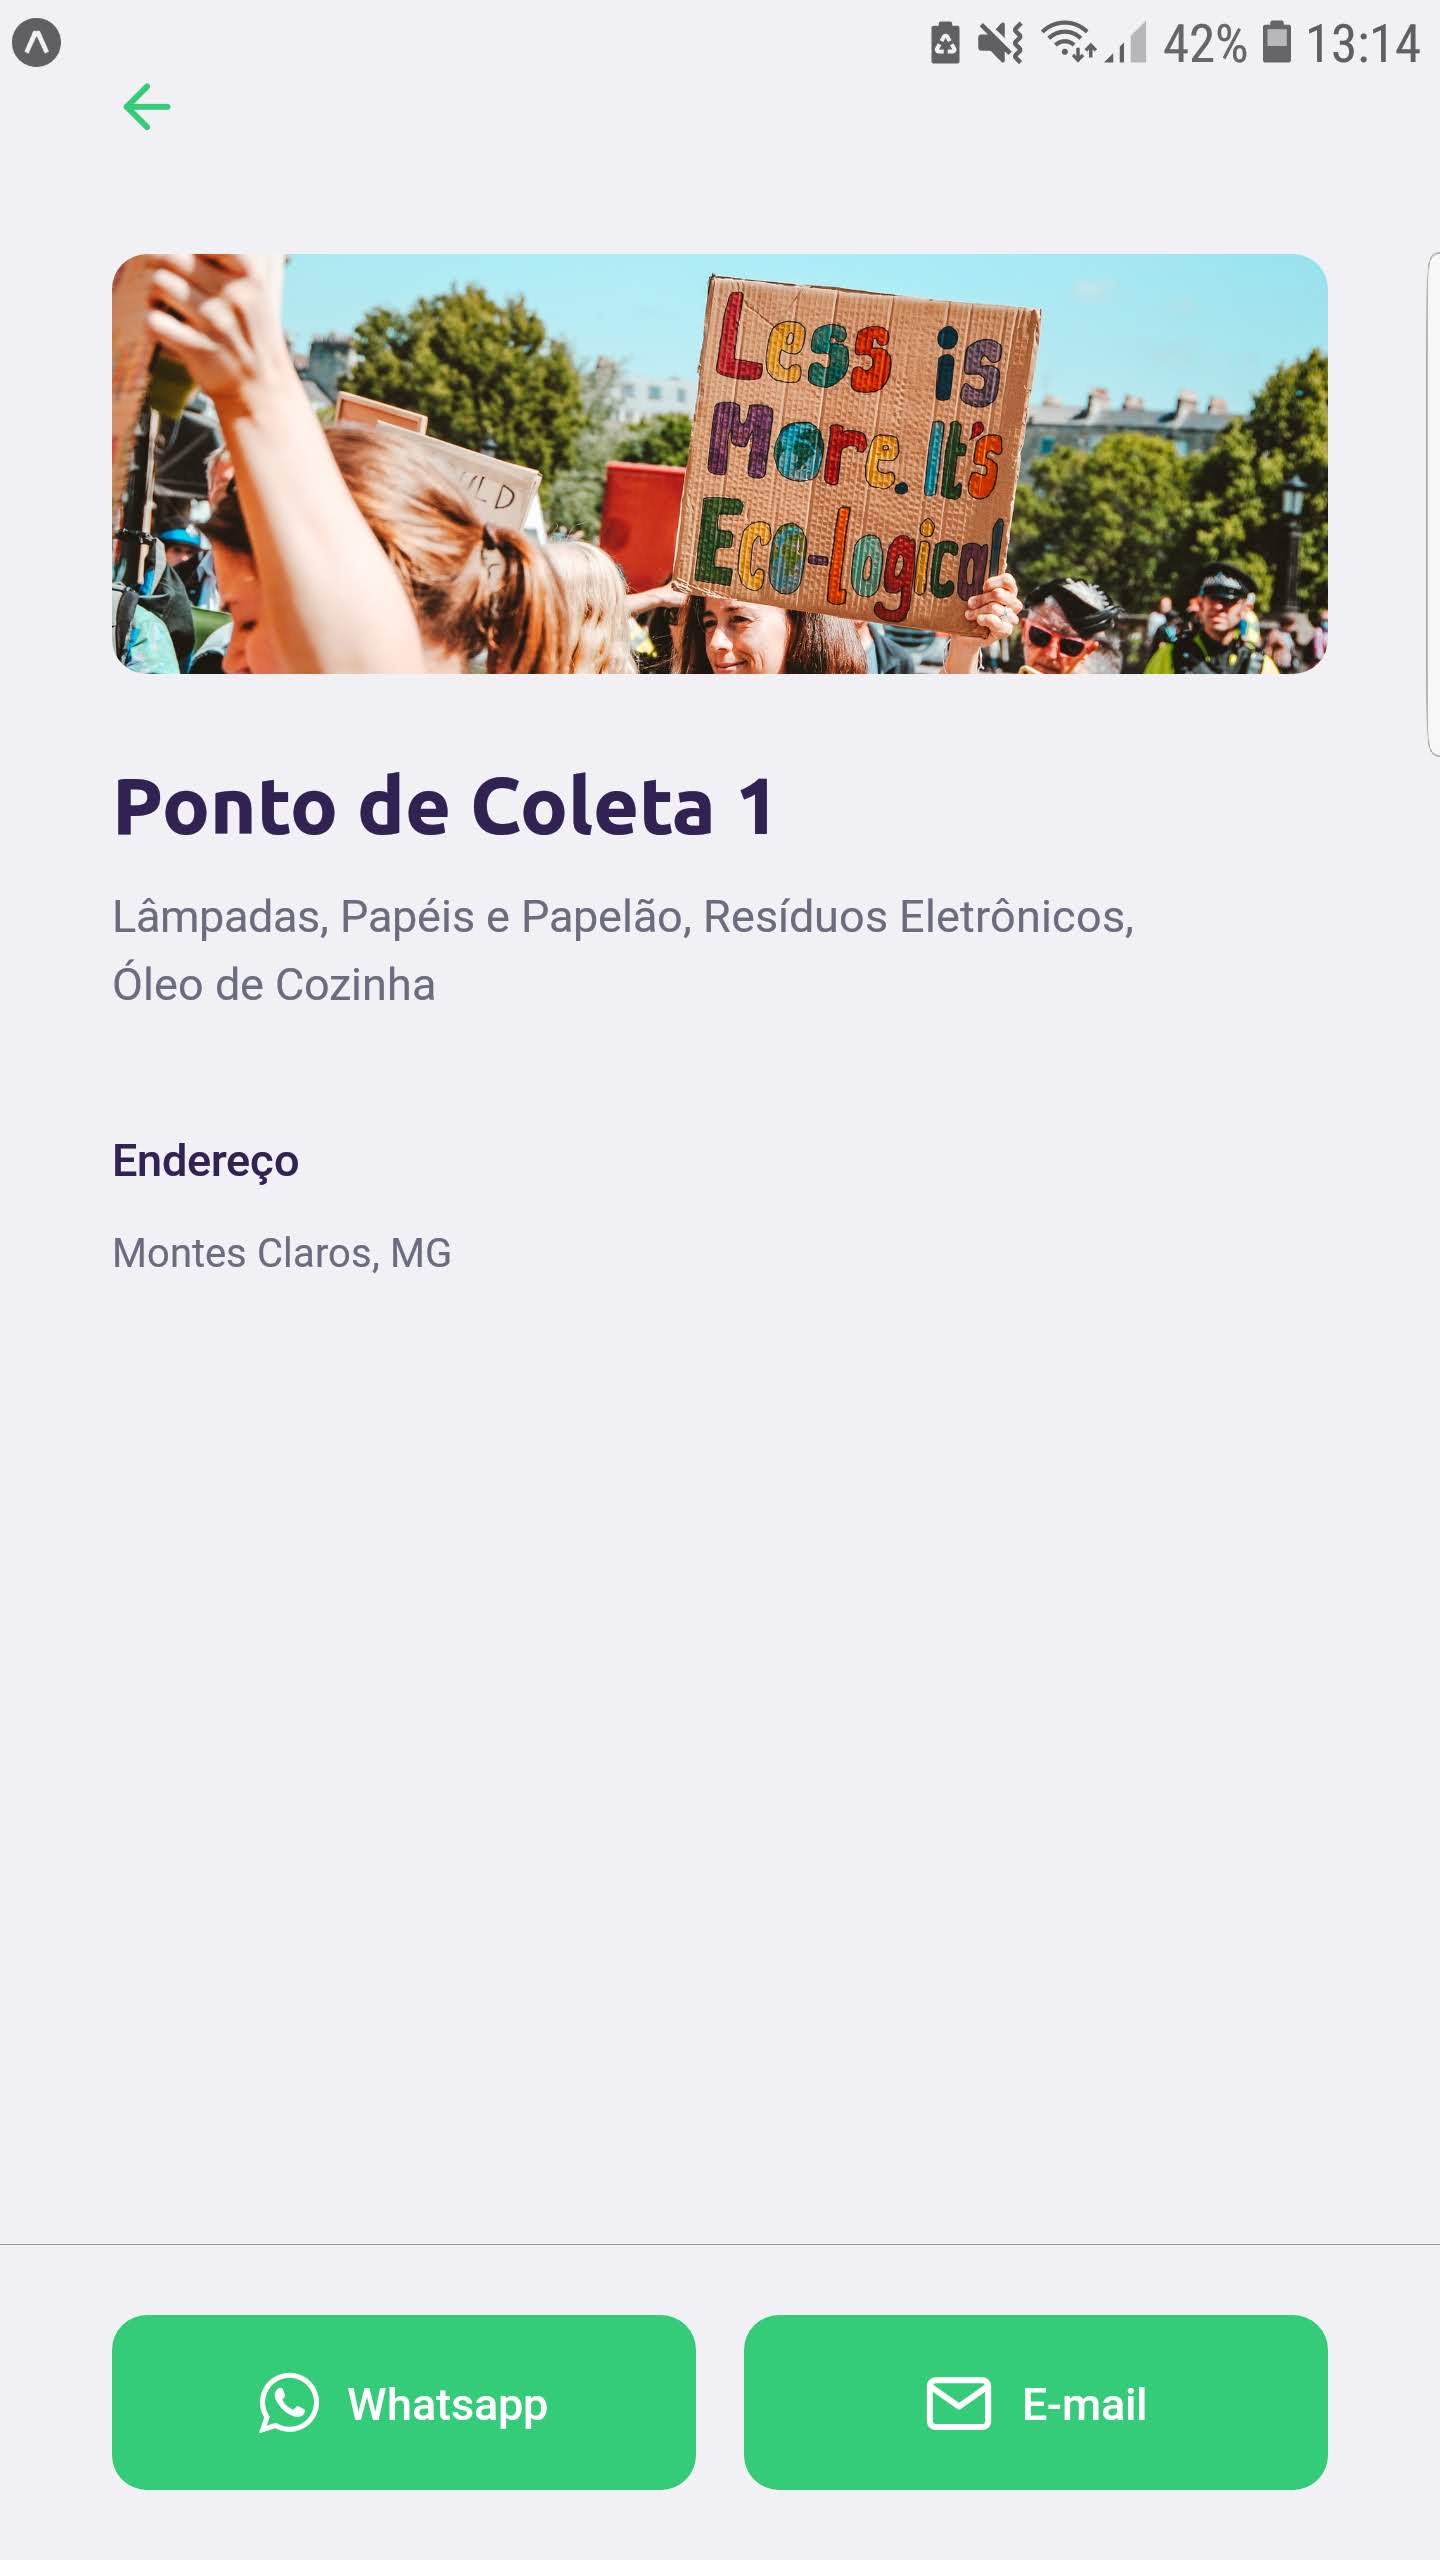 42% 13:14
Less is
More. It's
Eco-logical
Ponto de Coleta 1
Lâmpadas, Papéis e Papelão, Resíduos Eletrônicos,
Óleo de Cozinha
Endereço
Montes Claros, MG
Whatsapp
E-mail